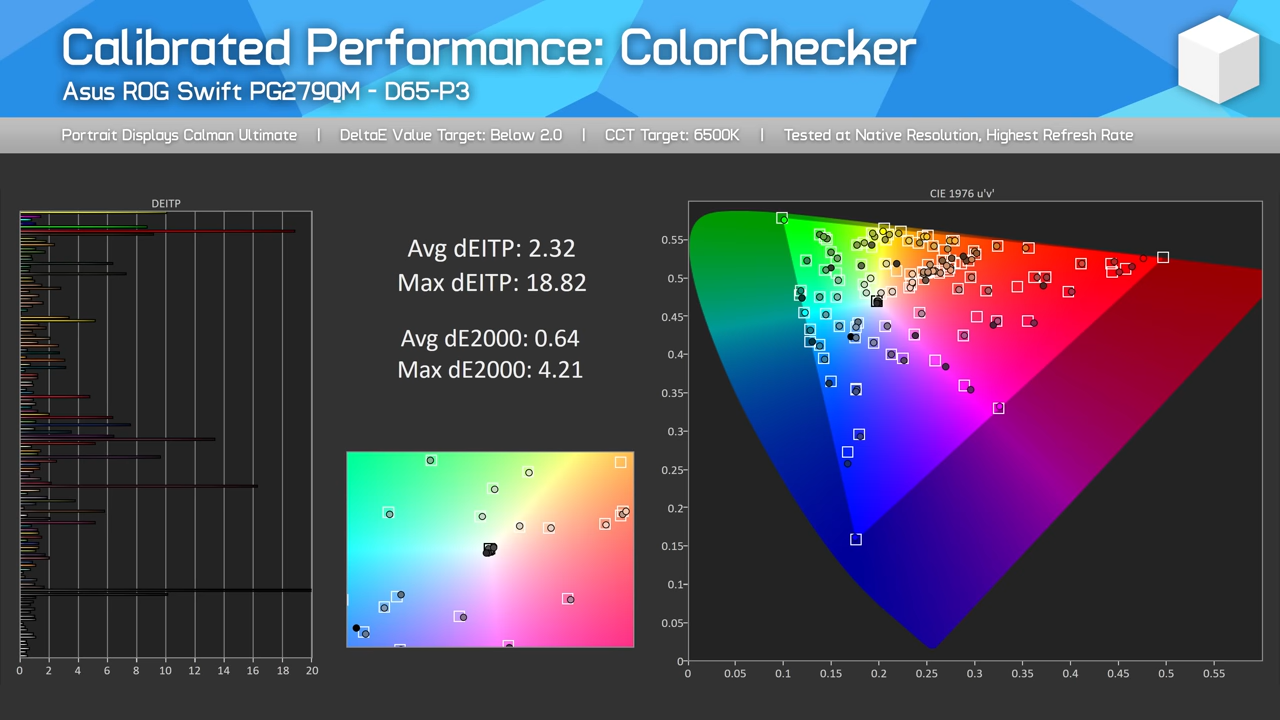 Calibrated Performance: ColorChecker
Asus ROG Swift PG279QM - D65-P3
Portrait Displays Calman Ultimate | DeltaE Value Target: Below 2.0 | CCT Target: 6500K | Tested at Native Resolution, Highest Refresh Rate
DEITP
0 2 4 6 8 10 12 14 16 18 20
Avg dEITP: 2.32
Max dEITP: 18.82
Avg dE2000: 0.64
Max dE2000: 4.21
CIE 1976 u'v'
0.55
0.5
0.45
0.4
0.35
0.3
0.25
0.2
0.15
0.1
0.05
0
0 0.05 0.1 0.15 0.2 0.25 0.3 0.35 0.4 0.45 0.5 0.55